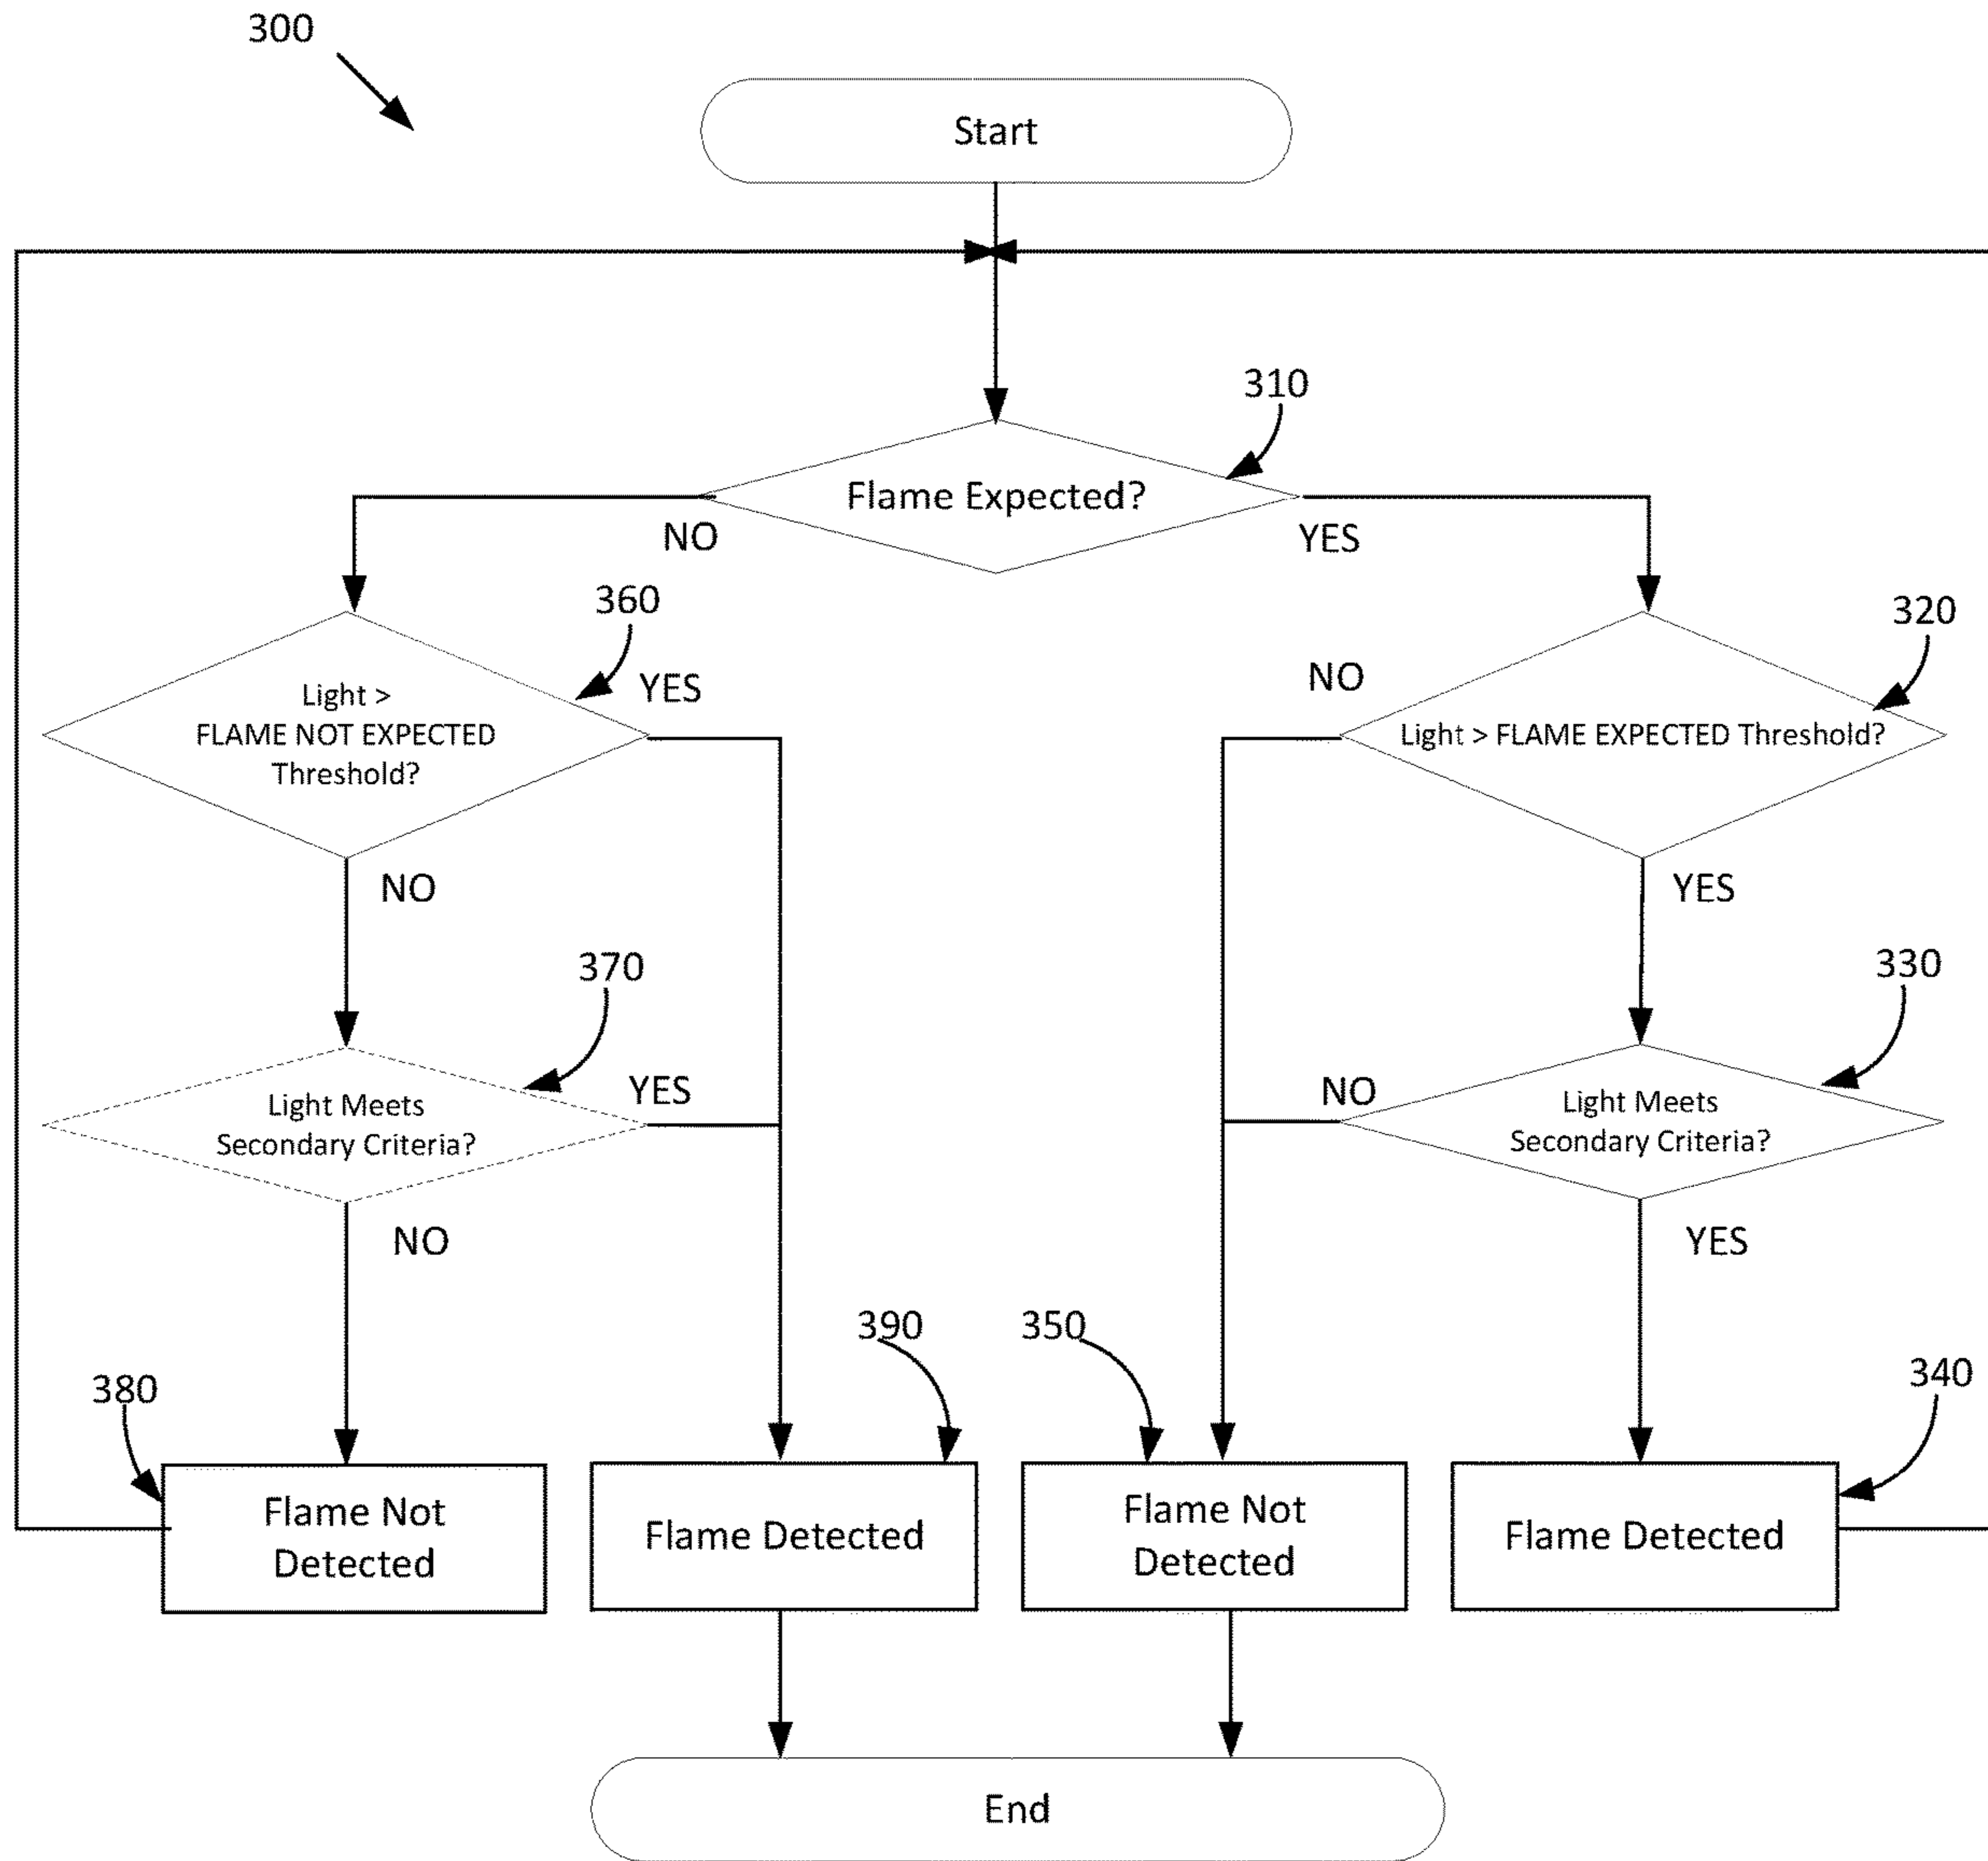 300
Start
310
Flame Expected?
NO
YES
360
320
YES
NO
Light >
FLAME NOT EXPECTED
Threshold?
Light > FLAME EXPECTED Threshold?
NO
YES
370
330
YES
NO
Light Meets
Secondary Criteria?
Light Meets
Secondary Criteria?
NO
YES
390
350
380
340
Flame Not
Detected
Flame Detected
Flame Not
Detected
Flame Detected
End